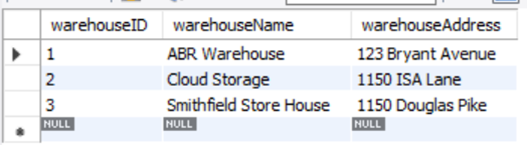 warehouseID warehouseName warehouseAddress
1 ABR Warehouse 123 Bryant Avenue
2 Cloud Storage 1150 ISA Lane
3 Smithfield Store House 1150 Douglas Pike
NULL NULL NULL